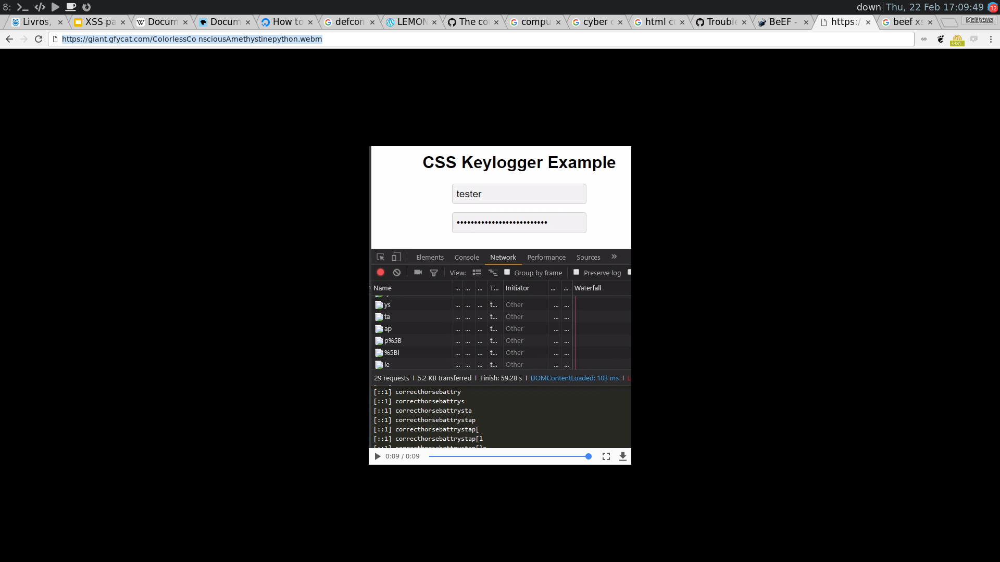 8:
down Thu, 22 Feb 17:09:49 32
Livros, XSS pa Docum Docum How to defcon LEMON The co compu cyber html co Trouble BeEF - https:/ beef xs Matheus
https://giant.gfycat.com/ColorlessCo nsciousAmethystinepython.webm
3385
CSS Keylogger Example
tester
••••••••••••••••••••••••••
Elements Console Network Performance Sources »
View: Group by frame Preserve log
Name ... ... ... T... Initiator ... ... Waterfall
ys ... ... ... t... Other ... ...
ta ... ... ... t... Other ... ...
ap ... ... ... t... Other ... ...
p%5B ... ... ... t... Other ... ...
%5Bl ... ... ... t... Other ... ...
le ... ... ... t... Other ... ...
29 requests | 5.2 KB transferred | Finish: 59.28 s | DOMContentLoaded: 103 ms | L
[::1] correcthorsebattry
[::1] correcthorsebattrys
[::1] correcthorsebattrysta
[::1] correcthorsebattrystap
[::1] correcthorsebattrystap[
[::1] correcthorsebattrystap[l
[::1] correcthorsebattrystap[le
0:09 / 0:09